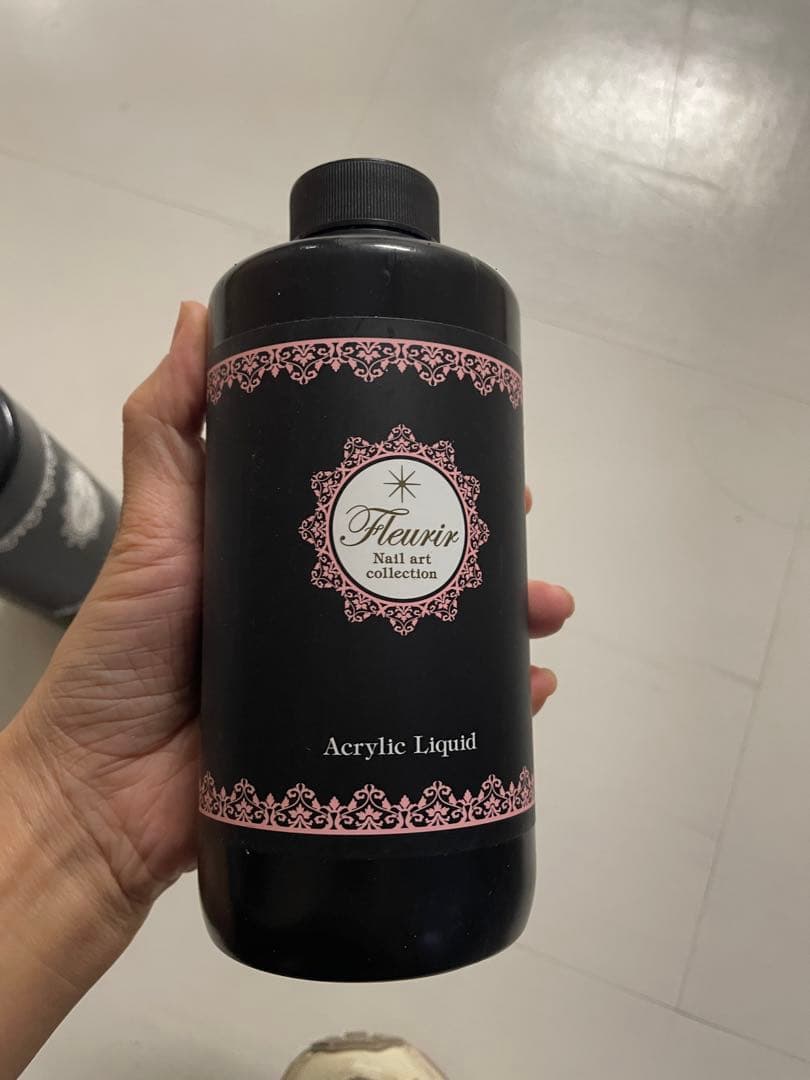 Fleurir
Nail art
collection
Acrylic Liquid